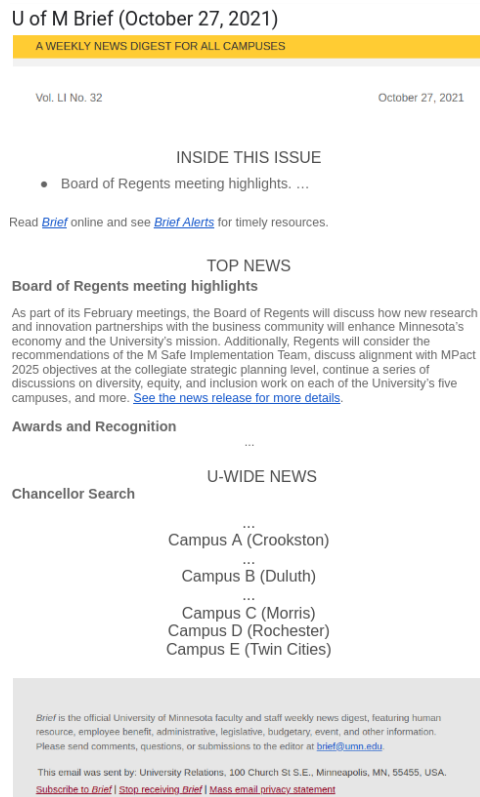 U of M Brief (October 27, 2021)
A WEEKLY NEWS DIGEST FOR ALL CAMPUSES
Vol. LI No. 32 October 27, 2021
INSIDE THIS ISSUE
● Board of Regents meeting highlights. …
Read Brief online and see Brief Alerts for timely resources.
TOP NEWS
Board of Regents meeting highlights
As part of its February meetings, the Board of Regents will discuss how new research
and innovation partnerships with the business community will enhance Minnesota's
economy and the University's mission. Additionally, Regents will consider the
recommendations of the M Safe Implementation Team, discuss alignment with MPact
2025 objectives at the collegiate strategic planning level, continue a series of
discussions on diversity, equity, and inclusion work on each of the University's five
campuses, and more. See the news release for more details.
Awards and Recognition
...
U-WIDE NEWS
Chancellor Search
...
Campus A (Crookston)
...
Campus B (Duluth)
...
Campus C (Morris)
Campus D (Rochester)
Campus E (Twin Cities)
Brief is the official University of Minnesota faculty and staff weekly news digest, featuring human
resource, employee benefit, administrative, legislative, budgetary, event, and other information.
Please send comments, questions, or submissions to the editor at brief@umn.edu.
This email was sent by: University Relations, 100 Church St S.E., Minneapolis, MN, 55455, USA.
Subscribe to Brief | Stop receiving Brief | Mass email privacy statement